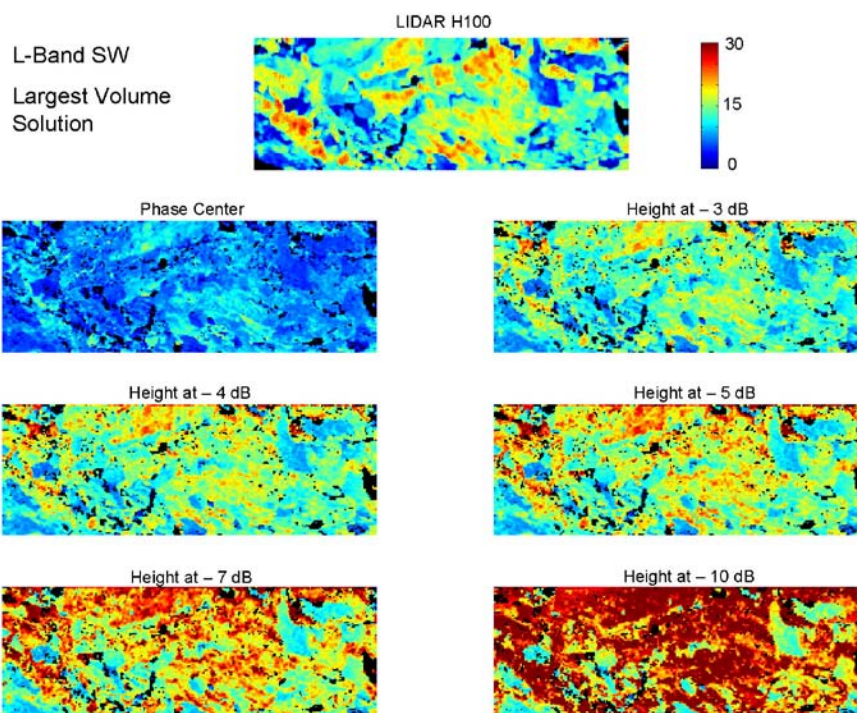 LIDAR H100
L-Band SW
Largest Volume
Solution
30
15
0
Phase Center
Height at – 3 dB
Height at – 4 dB
Height at – 5 dB
Height at – 7 dB
Height at – 10 dB